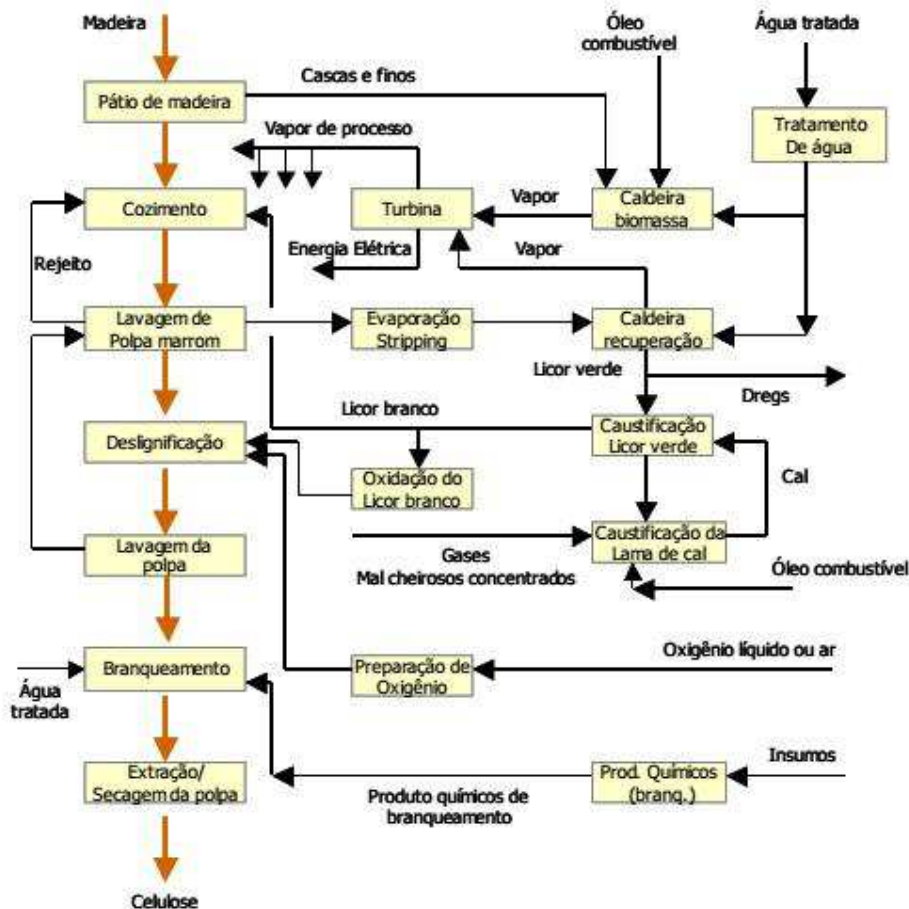 Madeira
Óleo
combustível
Água tratada
Cascas e finos
Pátio de madeira
Tratamento
De água
Vapor de processo
Cozimento
Turbina
Vapor
Caldeira
biomassa
Energia Elétrica
Vapor
Rejeito
Lavagem de
Polpa marrom
Evaporação
Stripping
Caldeira
recuperação
Licor verde
Dregs
Licor branco
Deslignificação
Caustificação
Licor verde
Oxidação do
Licor branco
Cal
Lavagem da
polpa
Gases
Mal cheirosos concentrados
Caustificação da
Lama de cal
Óleo combustível
Branqueamento
Preparação de
Oxigênio
Oxigênio líquido ou ar
Água
tratada
Extração/
Secagem da polpa
Produto químicos de
branqueamento
Prod. Químicos
(branq.)
Insumos
Celulose